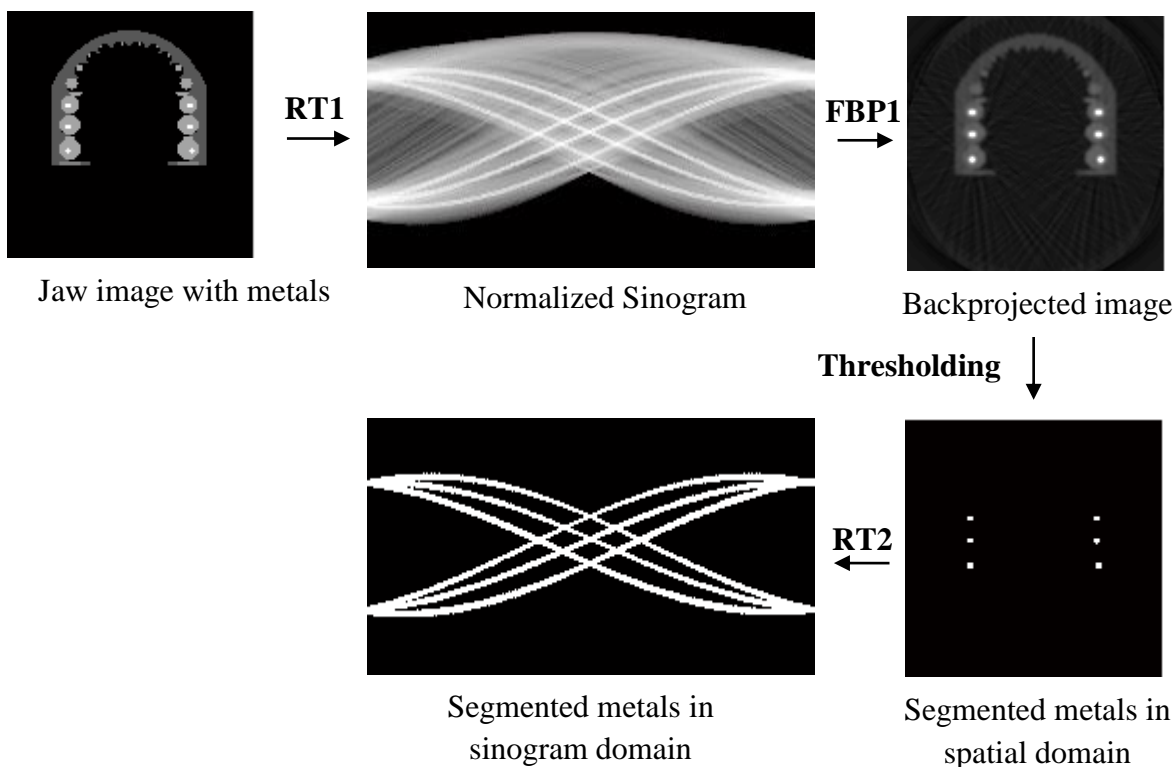 RT1
FBP1
Jaw image with metals
Normalized Sinogram
Backprojected image
Thresholding
RT2
Segmented metals in
sinogram domain
Segmented metals in
spatial domain